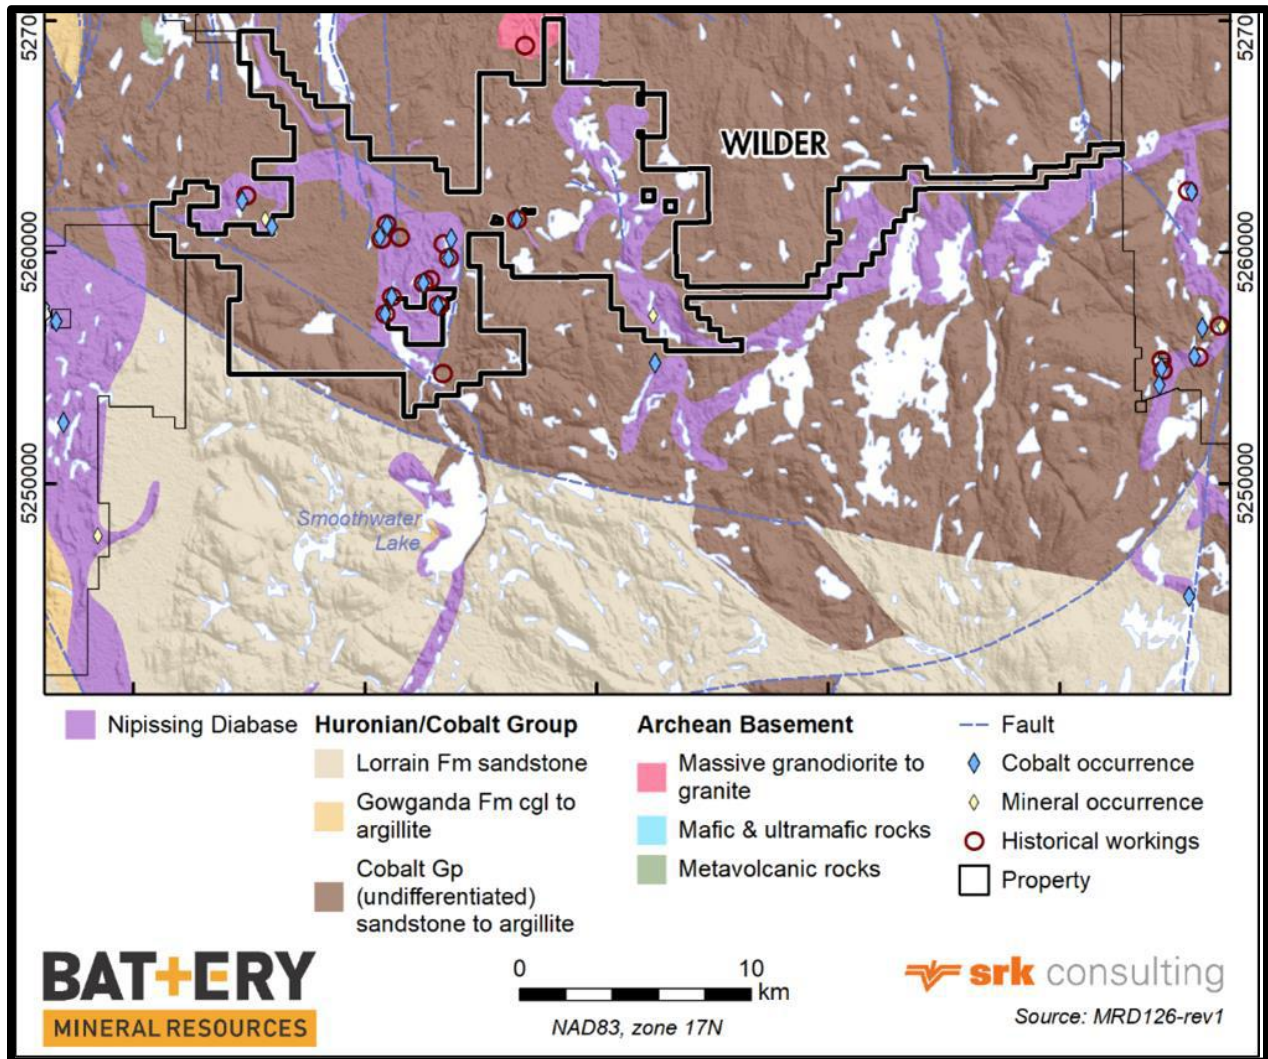 5270
5270
WILDER
5260000
5260000
Smoothwater
Lake
5250000
5250000
Nipissing Diabase
Huronian/Cobalt Group
Lorrain Fm sandstone
Gowganda Fm cgl to
argillite
Cobalt Gp
(undifferentiated)
sandstone to argillite
Archean Basement
Massive granodiorite to
granite
Mafic & ultramafic rocks
Metavolcanic rocks
Fault
Cobalt occurrence
Mineral occurrence
Historical workings
Property
BAT+ERY
MINERAL RESOURCES
0 10
km
NAD83, zone 17N
srk consulting
Source: MRD126-rev1